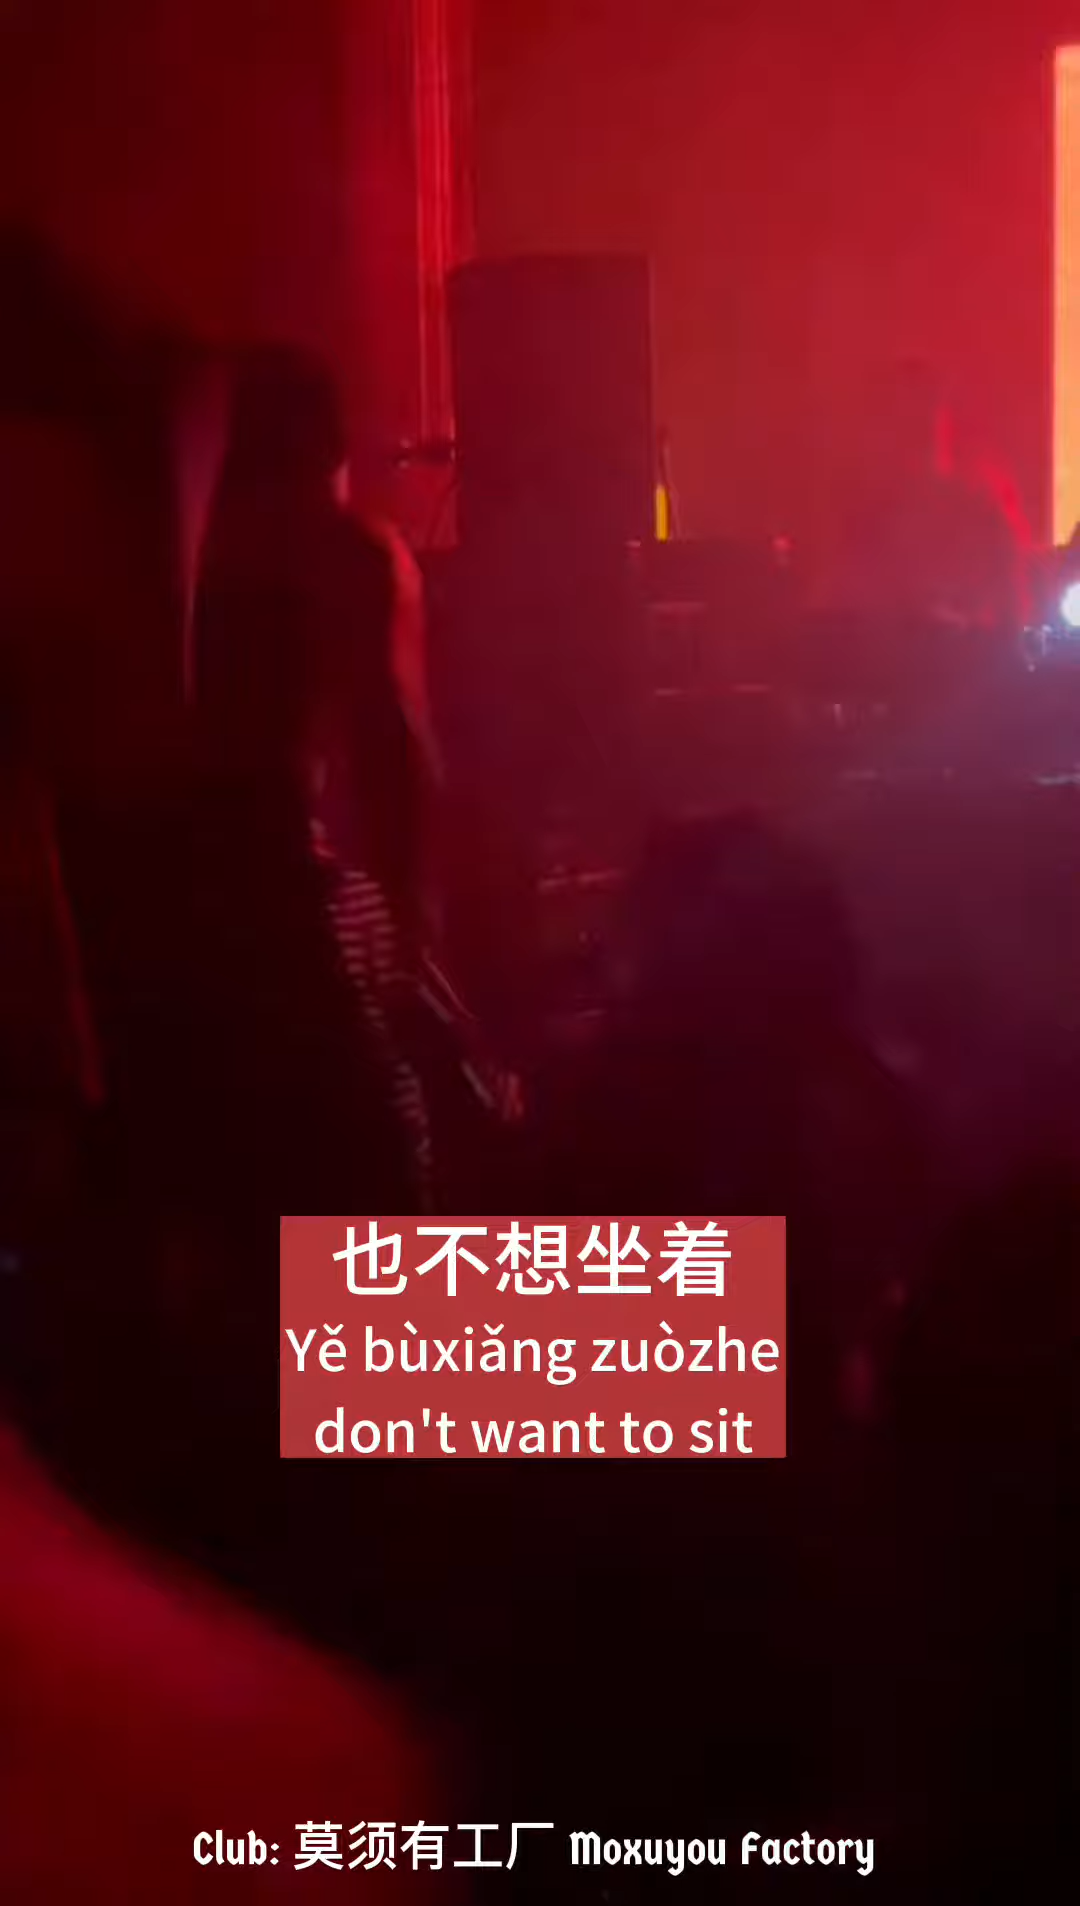 也不想坐着
Yě bùxiǎng zuòzhe
don't want to sit
Club: 莫须有工厂 Moxuyou Factory